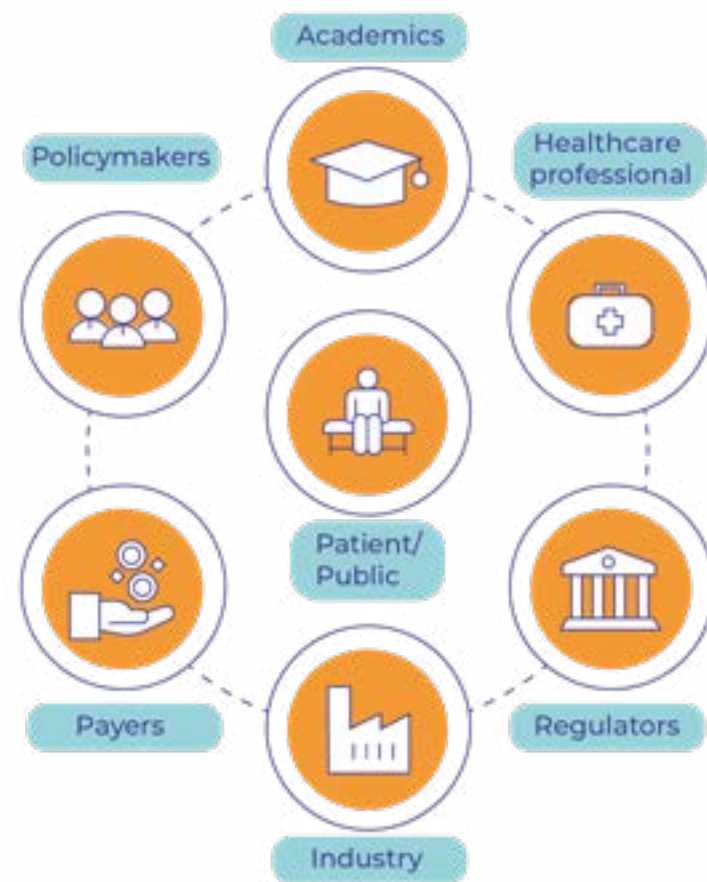 Academics
Policymakers
Healthcare
professional
Patient/
Public
Payers
Regulators
Industry